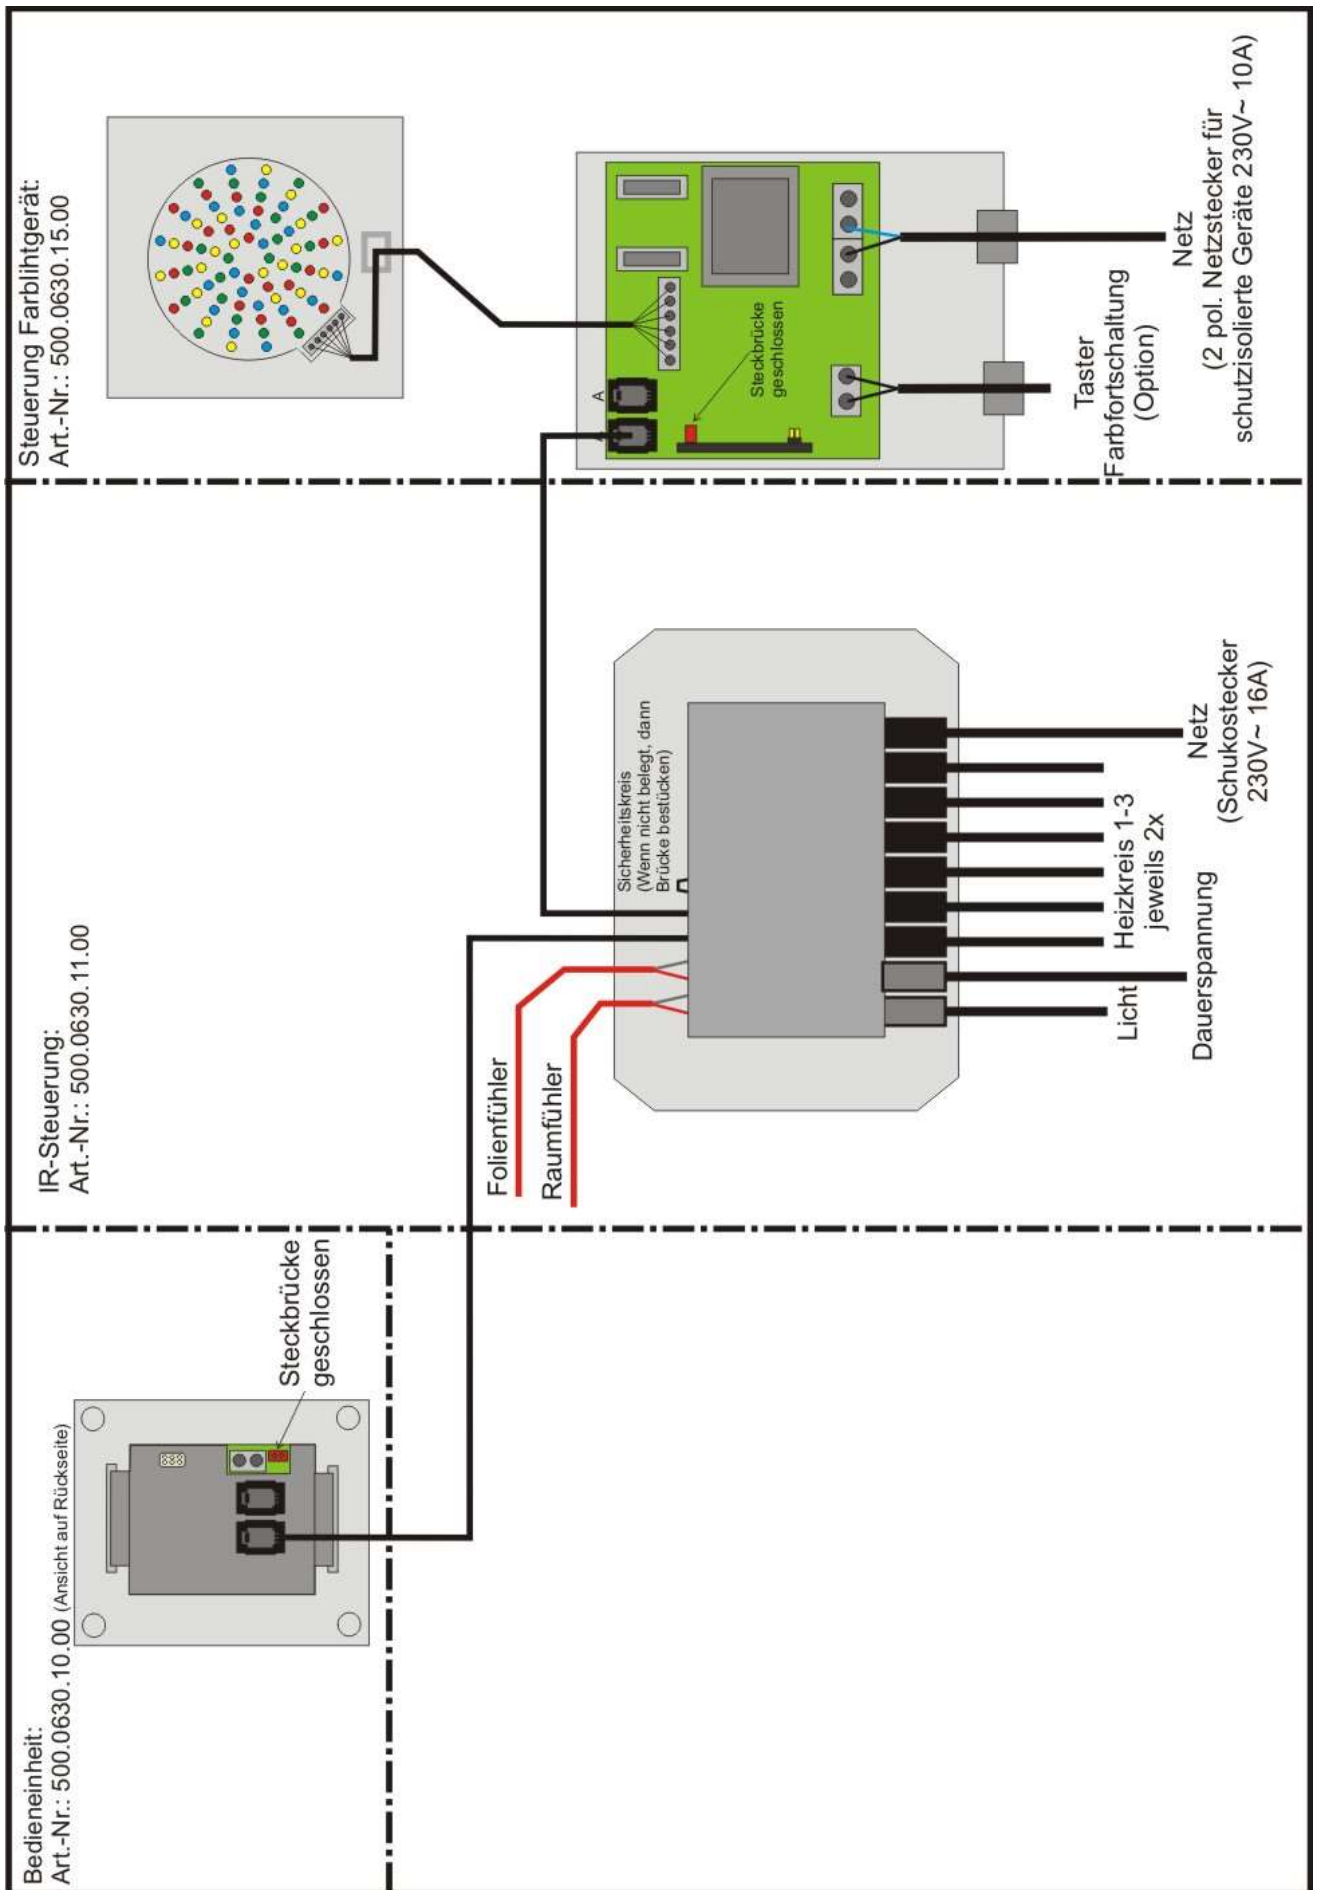 Bedieneinheit:
Art.-Nr.: 500.0630.10.00 (Ansicht auf Rückseite)
Steckbrücke
geschlossen
IR-Steuerung:
Art.-Nr.: 500.0630.11.00
Folienfühler
Raumfühler
Sicherheitskreis
(Wenn nicht belegt, dann
Brücke bestücken)
Licht
Dauerspannung
Heizkreis 1-3
jeweils 2x
Netz
(Schukostecker
230V~ 16A)
Steuerung Farblihtgerät:
Art.-Nr.: 500.0630.15.00
A
Steckbrücke
geschlossen
Taster
Farbfortschaltung
(Option)
Netz
(2 pol. Netzstecker für
schutzisolierte Geräte 230V~ 10A)